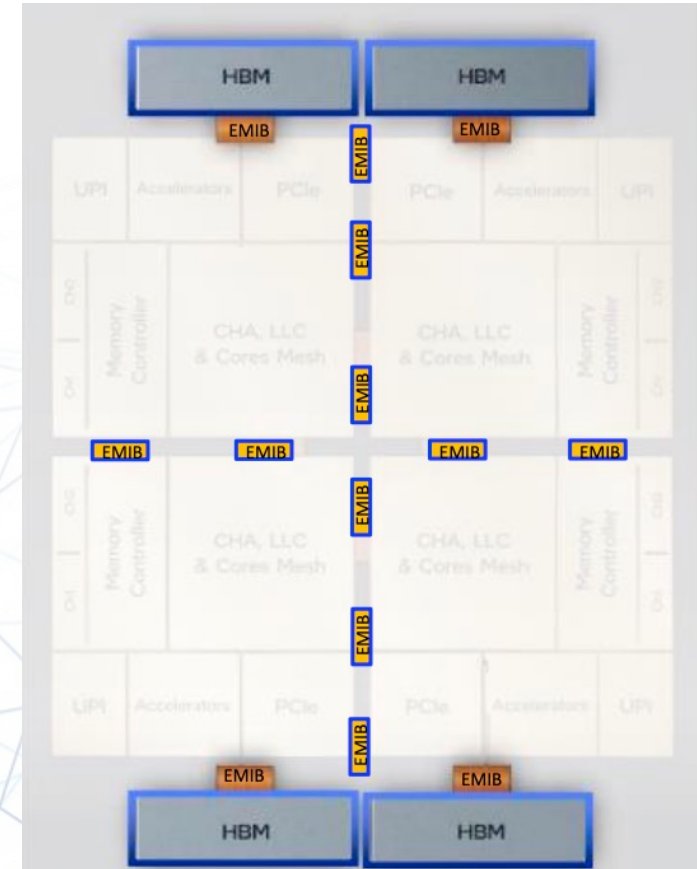 HBM HBM
EMIB EMIB
EMIB
UPI Accelerators PCIe PCIe Accelerators UPI
EMIB
Memory Controller
CHA, LLC
& Cores Mesh
CHA, LLC
& Cores Mesh
Memory Controller
EMIB
EMIB EMIB EMIB EMIB
EMIB
Memory Controller
CHA, LLC
& Cores Mesh
CHA, LLC
& Cores Mesh
Memory Controller
EMIB
UPI Accelerators PCIe PCIe Accelerators UPI
EMIB
EMIB EMIB
HBM HBM